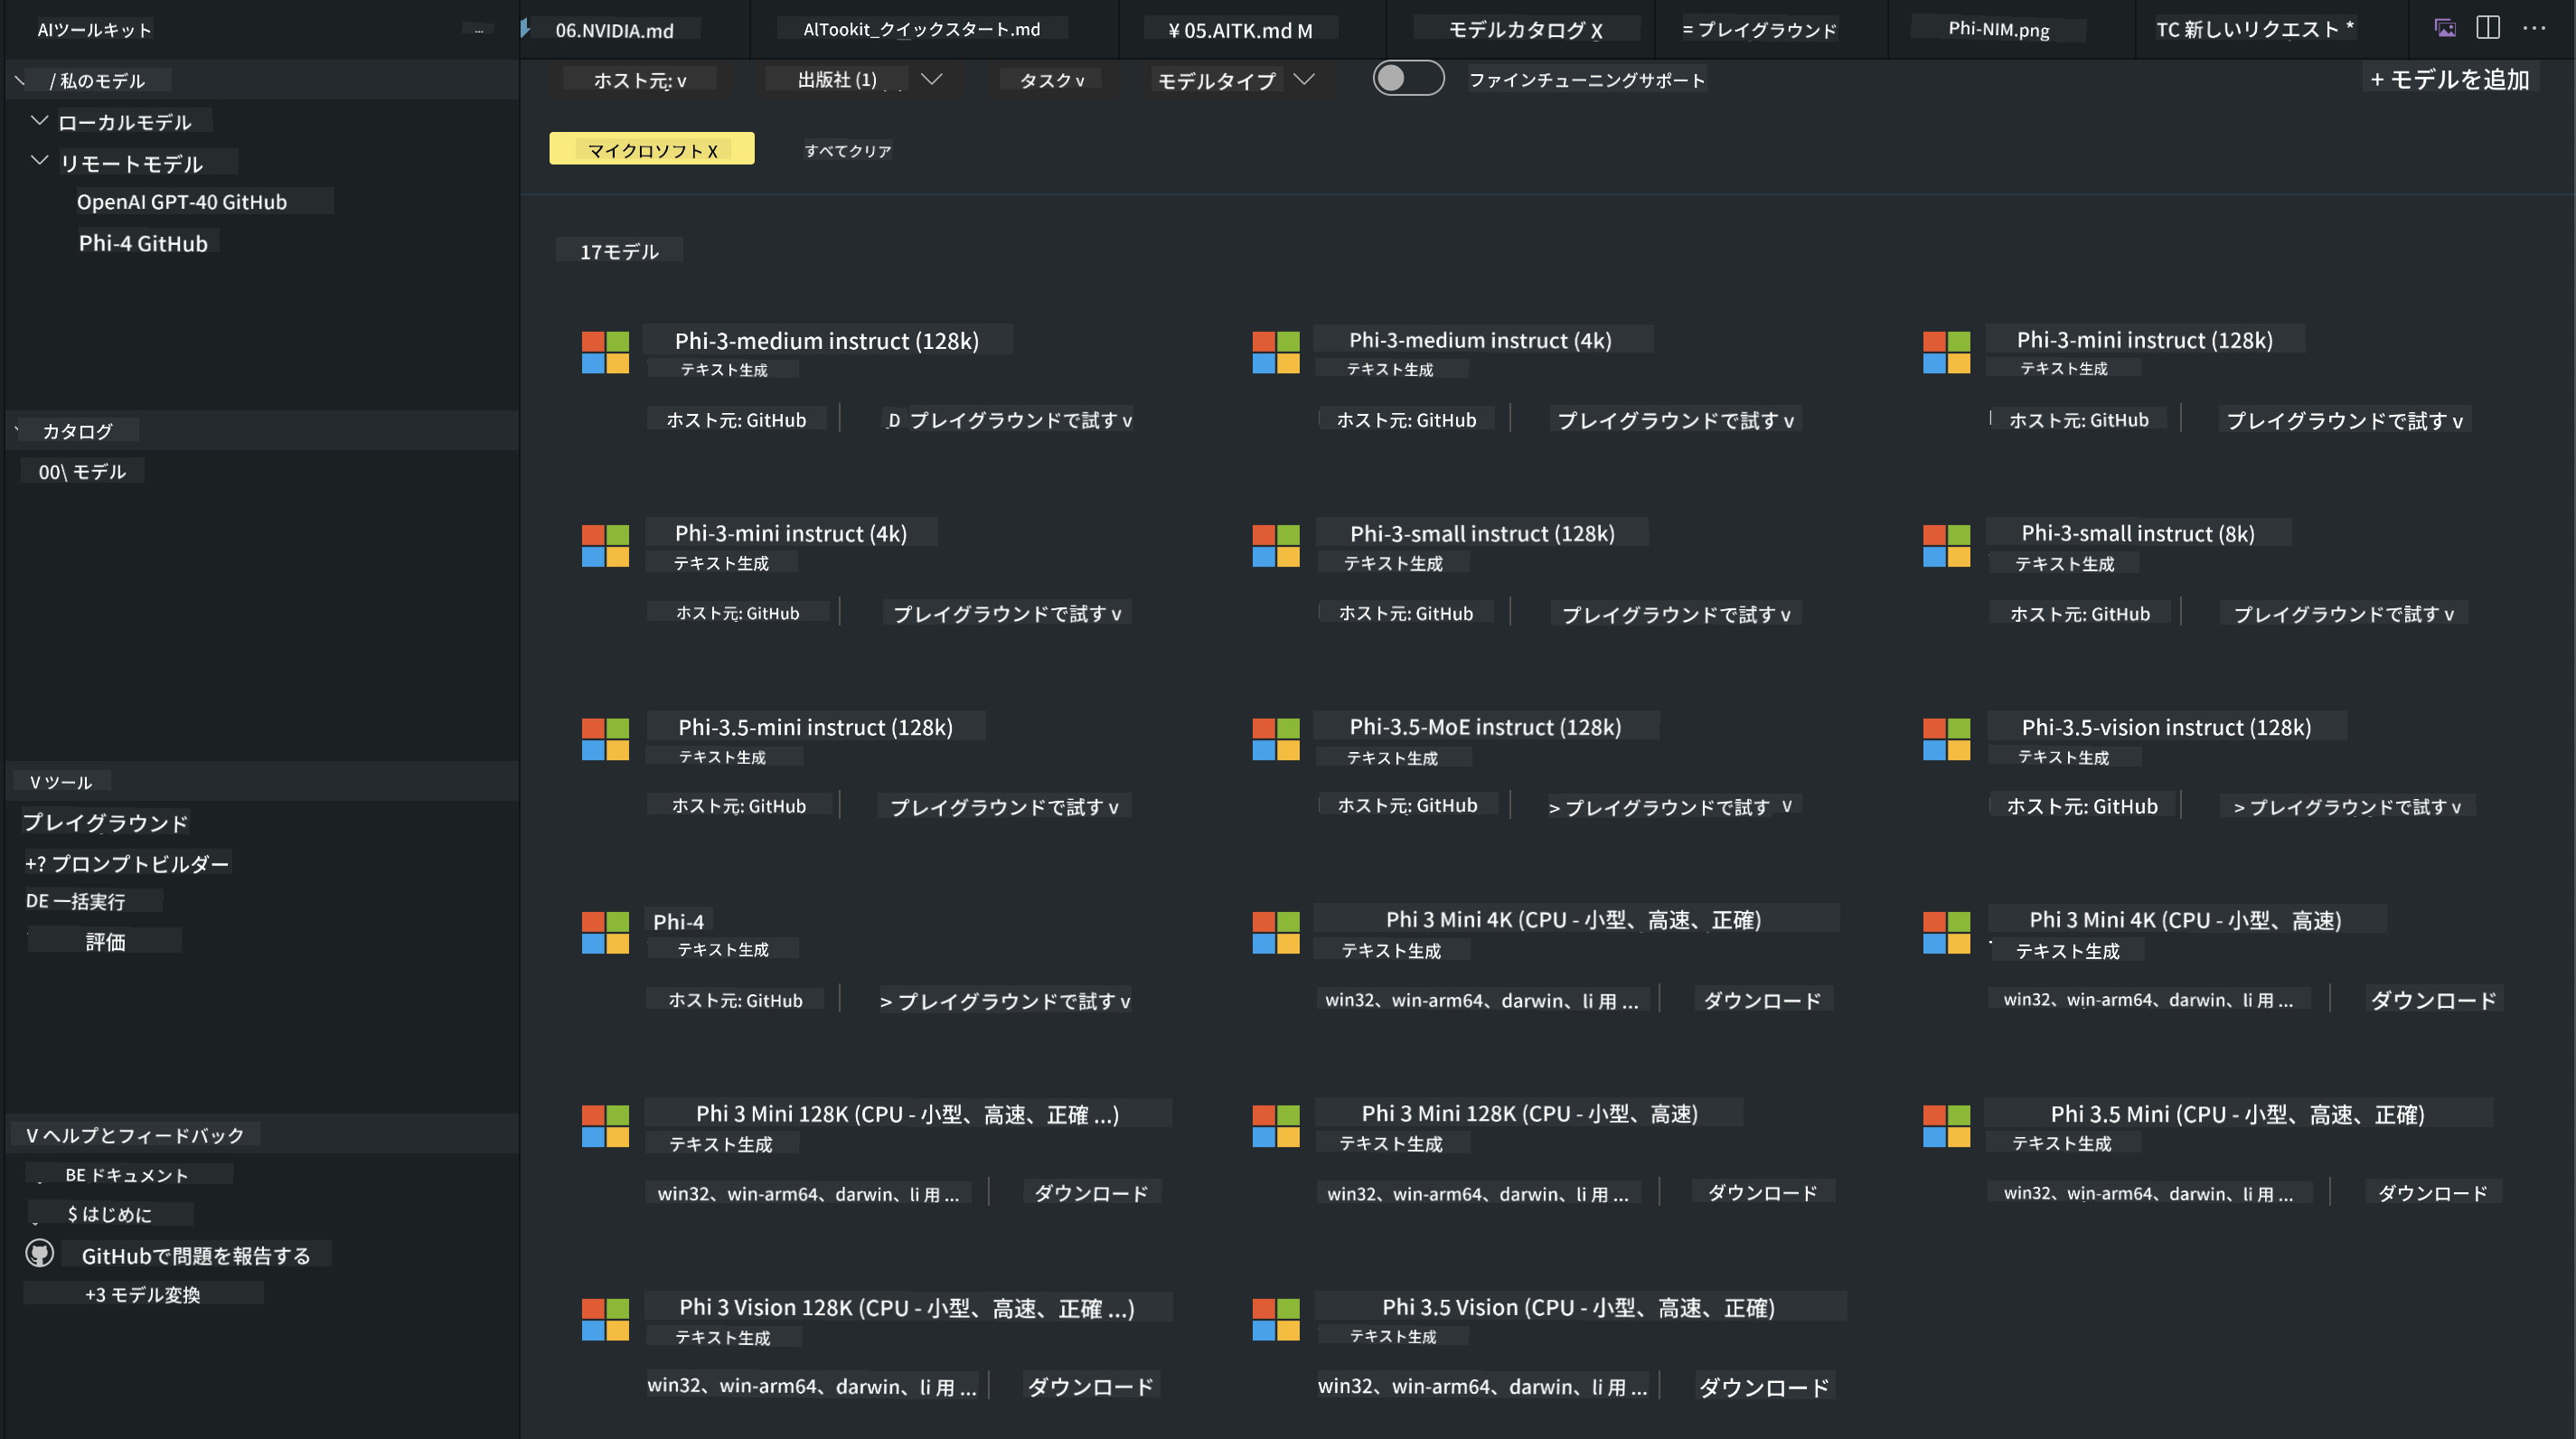 AIツールキット
...
06.NVIDIA.md
AlTookit_クイックスタート.md
¥ 05.AITK.md M
モデルカタログ X
= プレイグラウンド
Phi-NIM.png
TC 新しいリクエスト *
/ 私のモデル
ローカルモデル
リモートモデル
OpenAI GPT-40 GitHub
Phi-4 GitHub
カタログ
00\ モデル
V ツール
プレイグラウンド
+? プロンプトビルダー
DE 一括実行
評価
V ヘルプとフィードバック
BE ドキュメント
$ はじめに
GitHubで問題を報告する
+3 モデル変換
ホスト元: v
出版社 (1)
タスク v
モデルタイプ
ファインチューニングサポート
+ モデルを追加
マイクロソフト X
すべてクリア
17モデル
Phi-3-medium instruct (128k)
テキスト生成
ホスト元: GitHub
D プレイグラウンドで試す v
Phi-3-medium instruct (4k)
テキスト生成
ホスト元: GitHub
プレイグラウンドで試す v
Phi-3-mini instruct (128k)
テキスト生成
ホスト元: GitHub
プレイグラウンドで試す v
Phi-3-mini instruct (4k)
テキスト生成
ホスト元: GitHub
プレイグラウンドで試す v
Phi-3-small instruct (128k)
テキスト生成
ホスト元: GitHub
プレイグラウンドで試す v
Phi-3-small instruct (8k)
テキスト生成
ホスト元: GitHub
プレイグラウンドで試す v
Phi-3.5-mini instruct (128k)
テキスト生成
ホスト元: GitHub
プレイグラウンドで試す v
Phi-3.5-MoE instruct (128k)
テキスト生成
ホスト元: GitHub
> プレイグラウンドで試す v
Phi-3.5-vision instruct (128k)
テキスト生成
ホスト元: GitHub
> プレイグラウンドで試す v
Phi-4
テキスト生成
ホスト元: GitHub
> プレイグラウンドで試す v
Phi 3 Mini 4K (CPU - 小型、高速、正確)
テキスト生成
win32、win-arm64、darwin、li 用 ...
ダウンロード
Phi 3 Mini 4K (CPU - 小型、高速)
テキスト生成
win32、win-arm64、darwin、li 用 ...
ダウンロード
Phi 3 Mini 128K (CPU - 小型、高速、正確 ...)
テキスト生成
win32、win-arm64、darwin、li 用 ...
ダウンロード
Phi 3 Mini 128K (CPU - 小型、高速)
テキスト生成
win32、win-arm64、darwin、li 用 ...
ダウンロード
Phi 3.5 Mini (CPU - 小型、高速、正確)
テキスト生成
win32、win-arm64、darwin、li 用 ...
ダウンロード
Phi 3 Vision 128K (CPU - 小型、高速、正確 ...)
テキスト生成
win32、win-arm64、darwin、li 用 ...
ダウンロード
Phi 3.5 Vision (CPU - 小型、高速、正確)
テキスト生成
win32、win-arm64、darwin、li 用 ...
ダウンロード